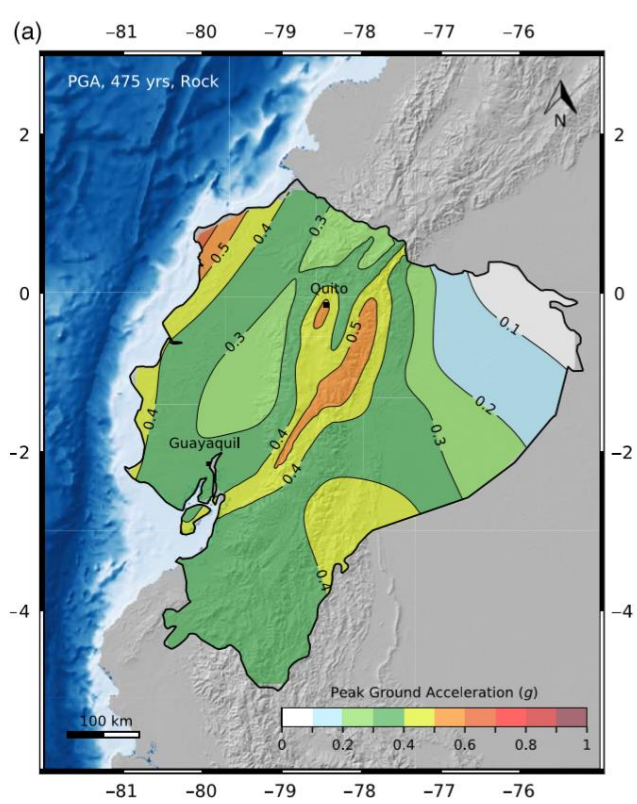 (a)
−81 −80 −79 −78 −77 −76
PGA, 475 yrs, Rock
N
2 2
0.3
0.4
0.5
0 0
Quito
0.1
0.5
0.3
0.2
0.4
0.4
0.3
Guayaquil
−2 −2
0.4
0.4
−4 −4
Peak Ground Acceleration (g)
100 km
0 0.2 0.4 0.6 0.8 1
−81 −80 −79 −78 −77 −76